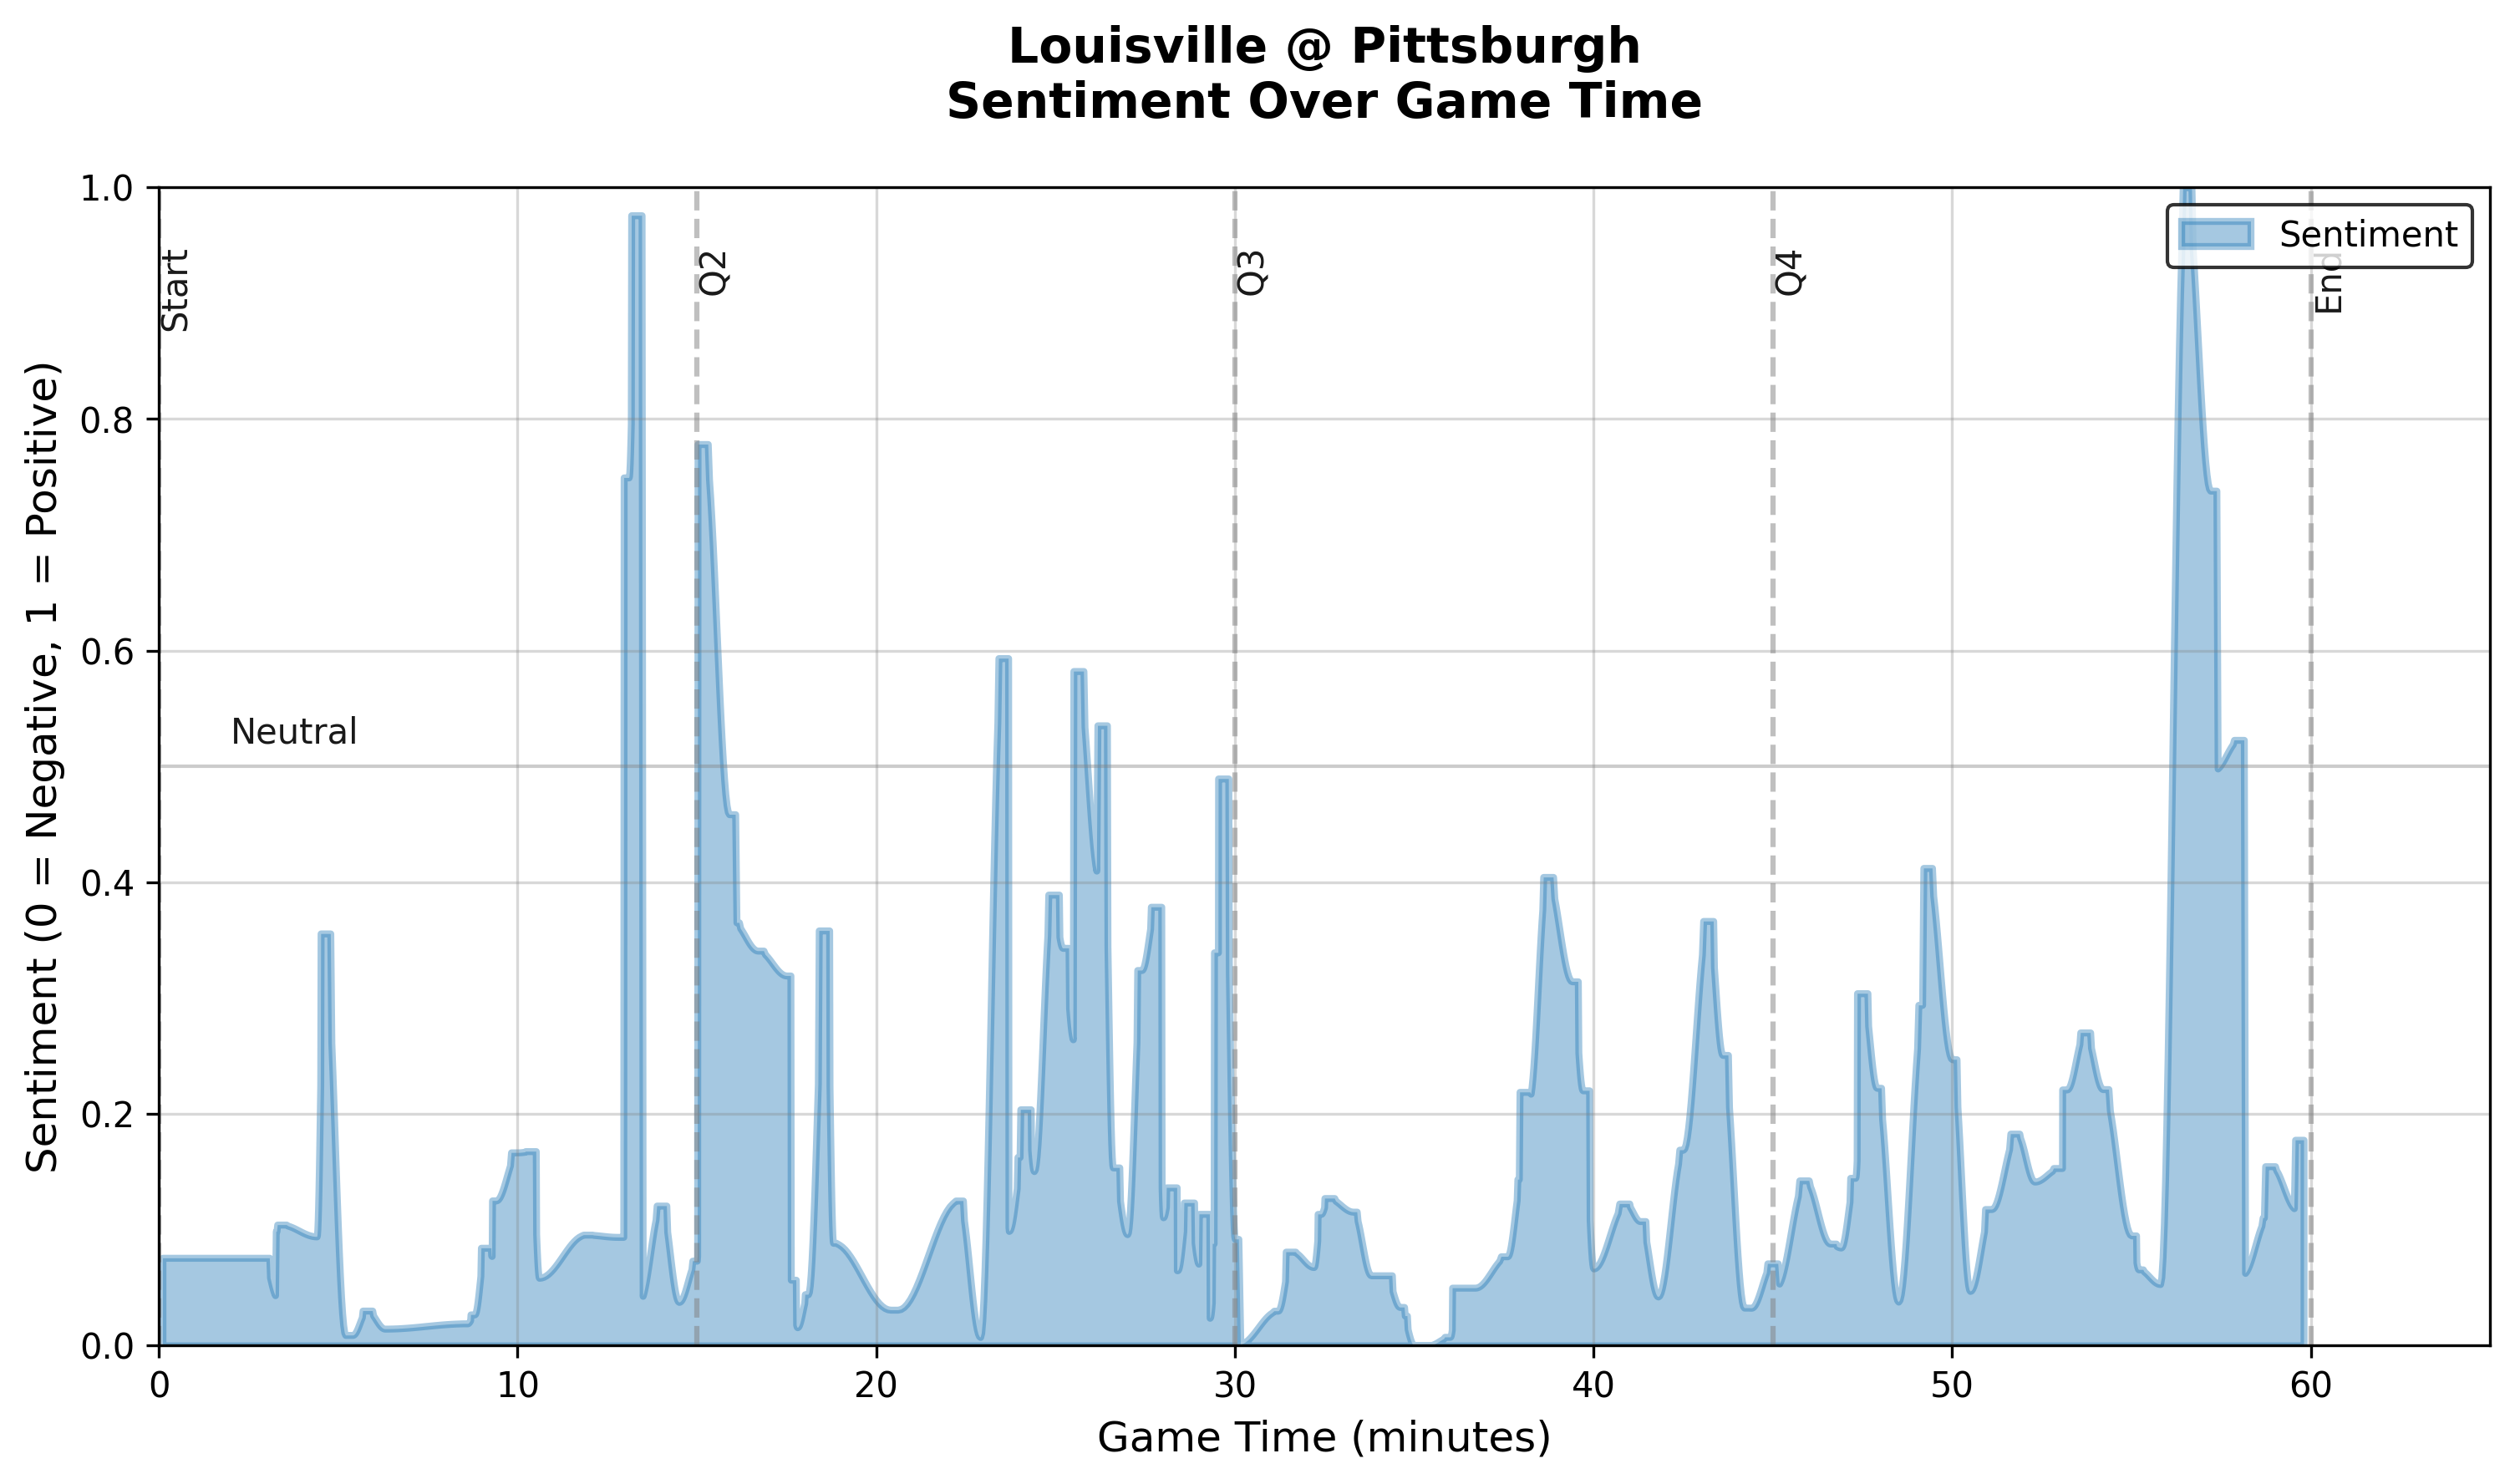 Louisville @ Pittsburgh
Sentiment Over Game Time
Sentiment (0 = Negative, 1 = Positive)
1.0
0.8
0.6
0.4
0.2
0.0
Start
Q2
Q3
Q4
End
Sentiment
Neutral
0
10
20
30
40
50
60
Game Time (minutes)